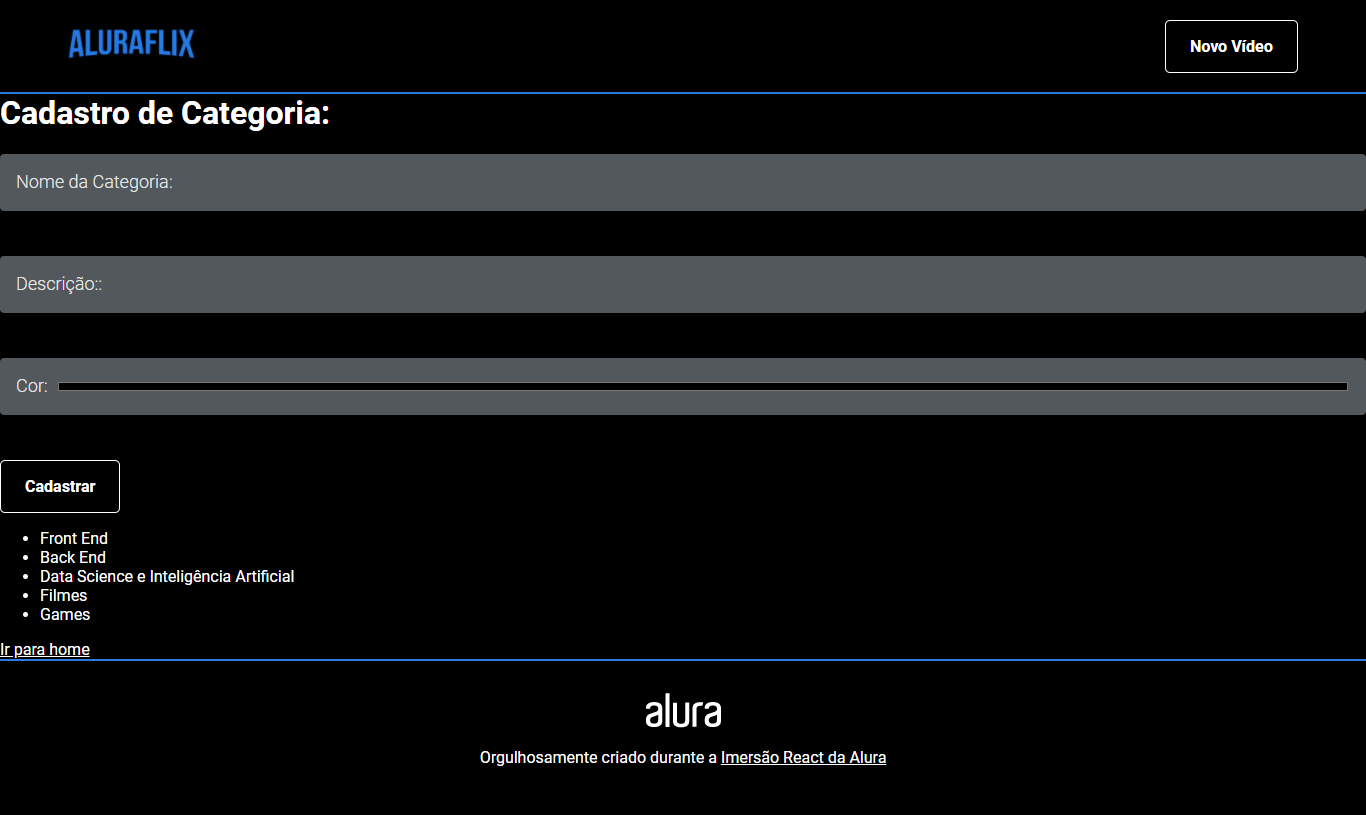 ALURAFLIX
Novo Vídeo
Cadastro de Categoria:
Nome da Categoria:
Descrição::
Cor:
Cadastrar
Front End
Back End
Data Science e Inteligência Artificial
Filmes
Games
Ir para home
alura
Orgulhosamente criado durante a Imersão React da Alura